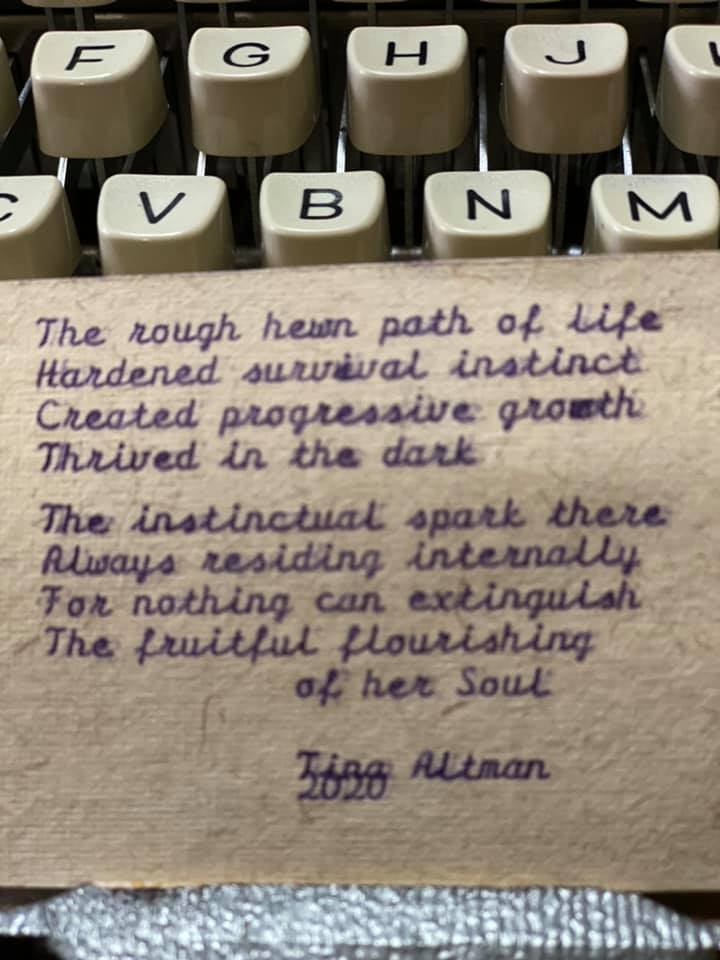 F G H J
C V B N M
The rough hewn path of life
Hardened survival instinct
Created progressive growth
Thrived in the dark
The instinctual spark there
Always residing internally
For nothing can extinguish
The fruitful flourishing
of her Soul
Tina Altman
2020